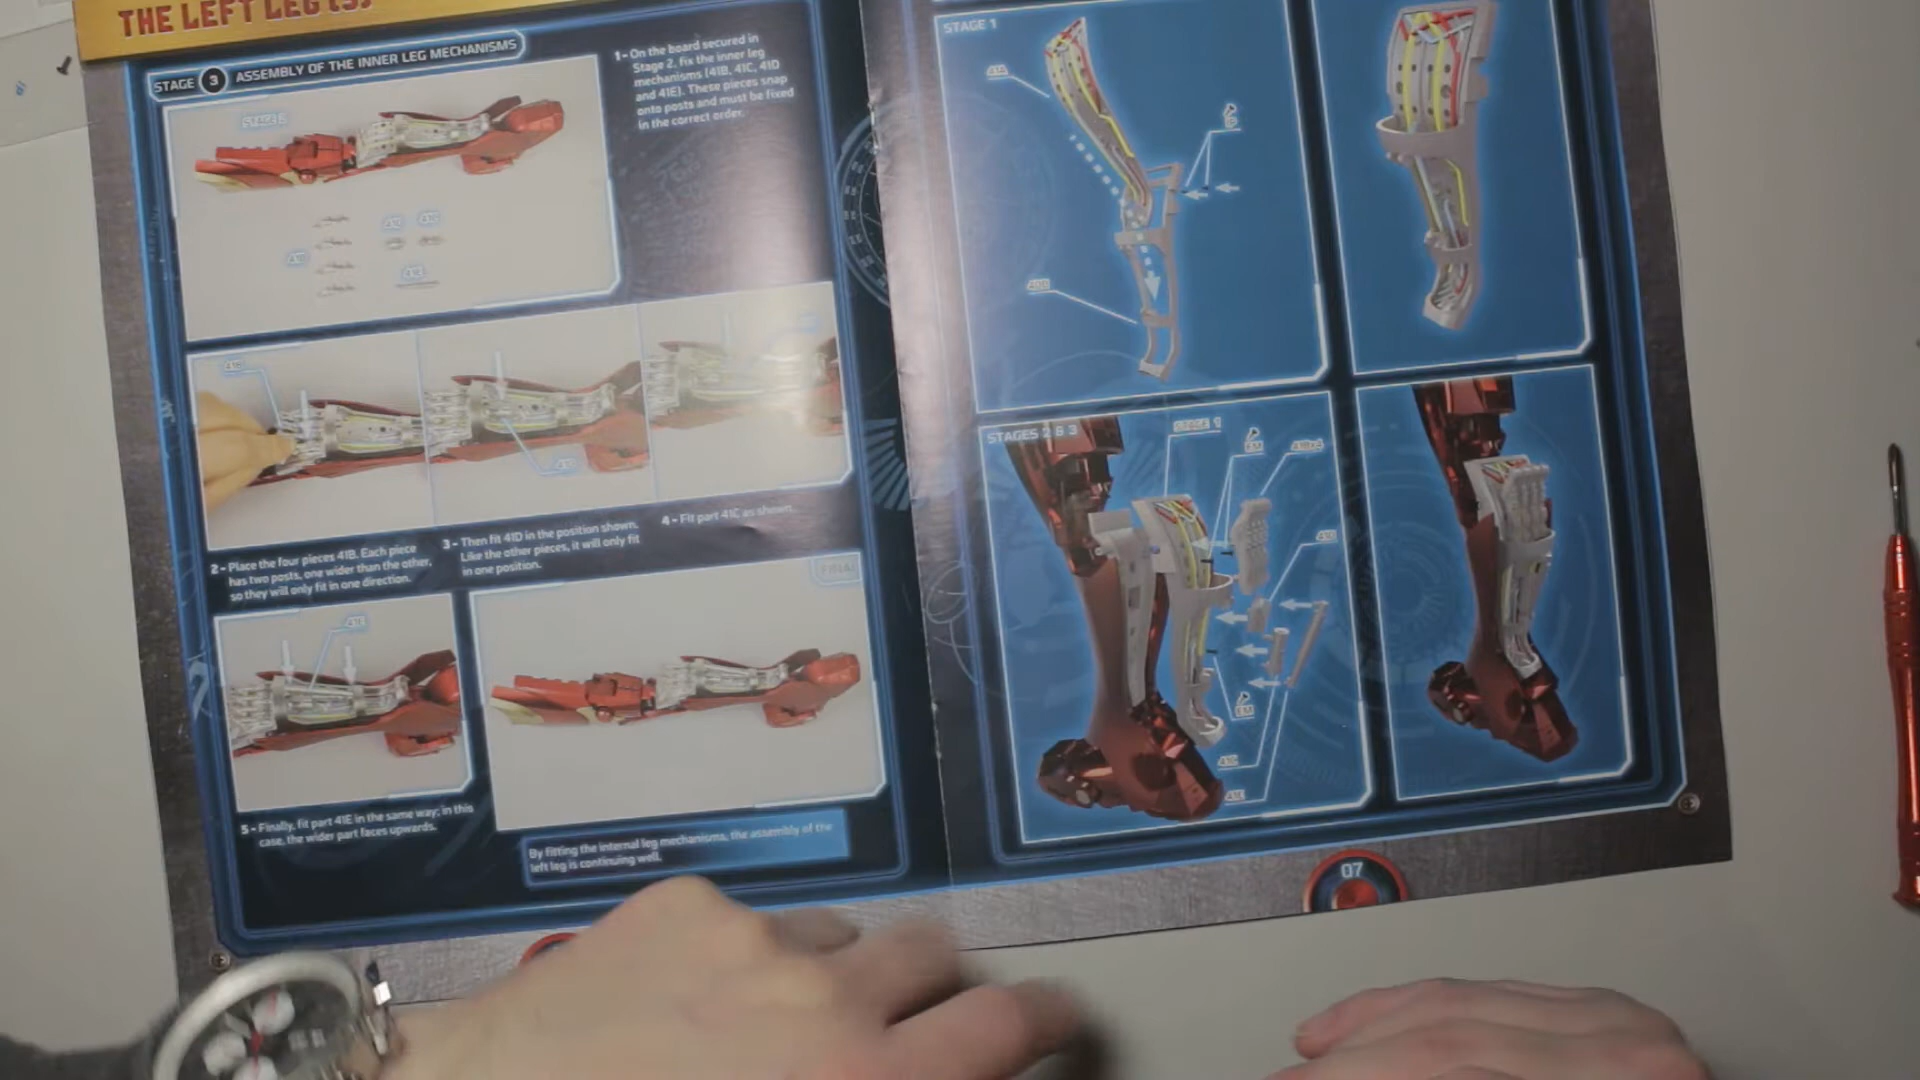 THE LEFT LEG (5)
STAGE 3 ASSEMBLY OF THE INNER LEG MECHANISMS
1- On the board secured in
Stage 2, fix the inner leg
mechanisms (41B, 41C, 41D
and 41E). These pieces snap
onto posts and must be fixed
in the correct order.
41B
2- Place the four pieces 41B. Each piece
has two posts, one wider than the other,
so they will only fit in one direction.
3- Then fit 41D in the position shown.
Like the other pieces, it will only fit
in one position.
4- Fit part 41C as shown.
41E
FINAL
5- Finally, fit part 41E in the same way; in this
case, the wider part faces upwards.
By fitting the internal leg mechanisms, the assembly of the
left leg is continuing well.
STAGE 1
41A
40D
STAGES 2 & 3
STAGE 1
EM
41Bx4
EM
07